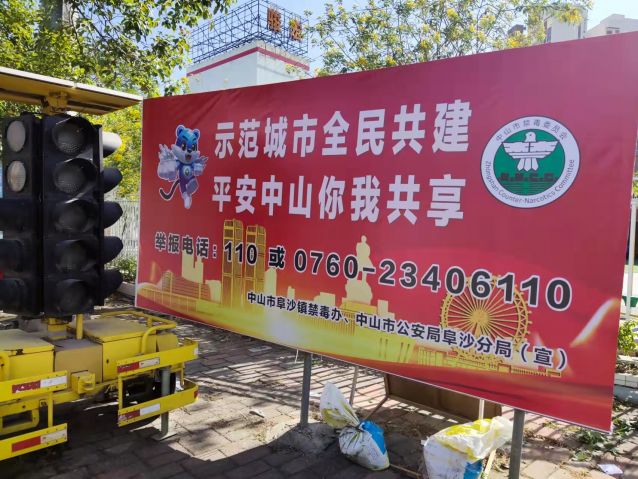 示范城市全民共建
平安中山你我共享
中山市禁毒委员会
Zhongshan Counter-Narcotics Committee
举报电话：110 或 0760-23406110
中山市阜沙镇禁毒办、中山市公安局阜沙分局（宣）